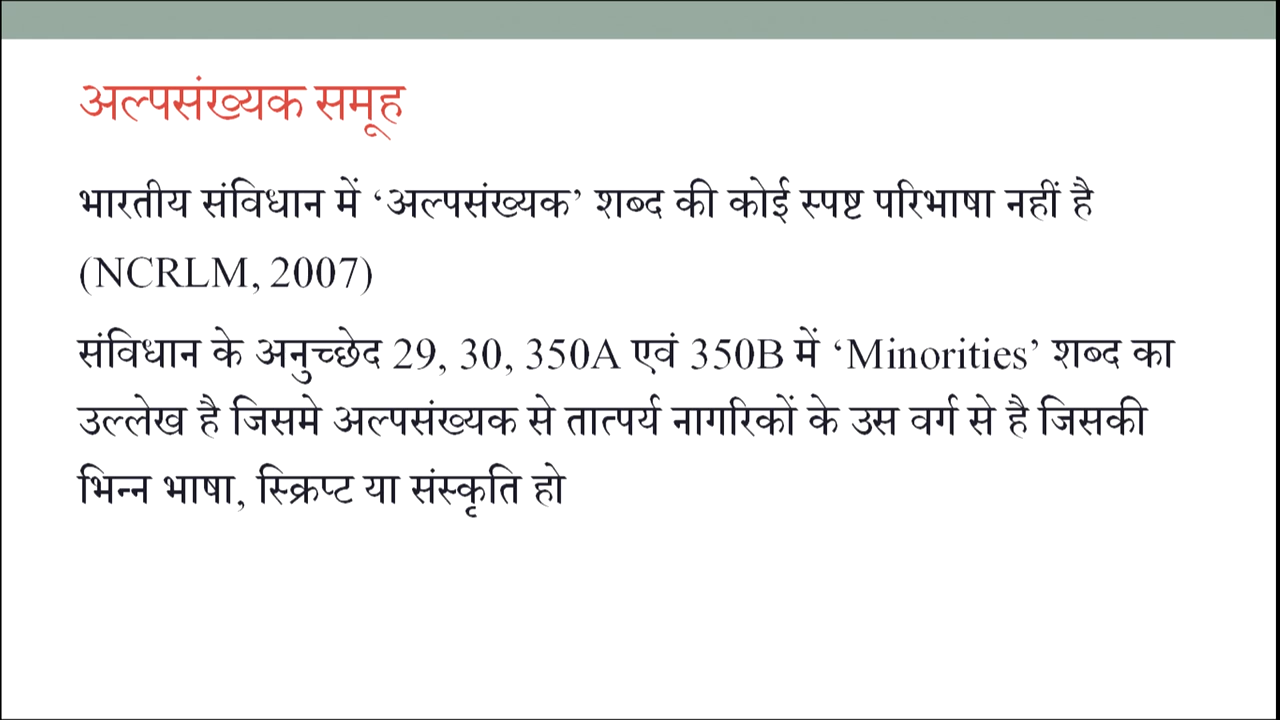 अल्पसंख्यक समूह
भारतीय संविधान में ‘अल्पसंख्यक’ शब्द की कोई स्पष्ट परिभाषा नहीं है
(NCRLM, 2007)
संविधान के अनुच्छेद 29, 30, 350A एवं 350B में ‘Minorities’ शब्द का
उल्लेख है जिसमे अल्पसंख्यक से तात्पर्य नागरिकों के उस वर्ग से है जिसकी
भिन्न भाषा, स्क्रिप्ट या संस्कृति हो